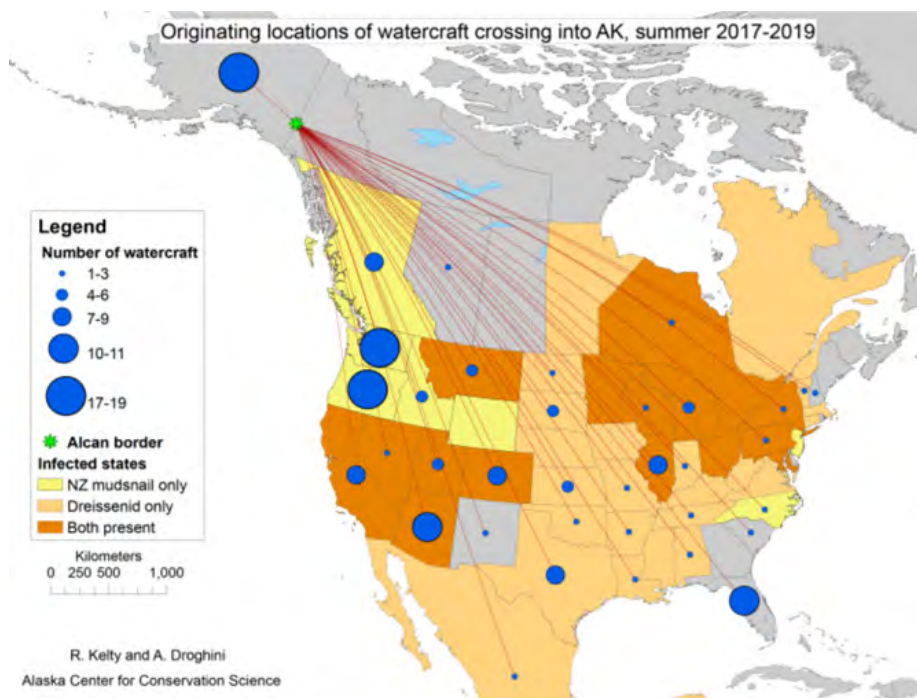 Originating locations of watercraft crossing into AK, summer 2017-2019
Legend
Number of watercraft
1-3
4-6
7-9
10-11
17-19
Alcan border
Infected states
NZ mudsnail only
Dreissenid only
Both present
Kilometers
0 250 500 1,000
R. Kelty and A. Droghini
Alaska Center for Conservation Science